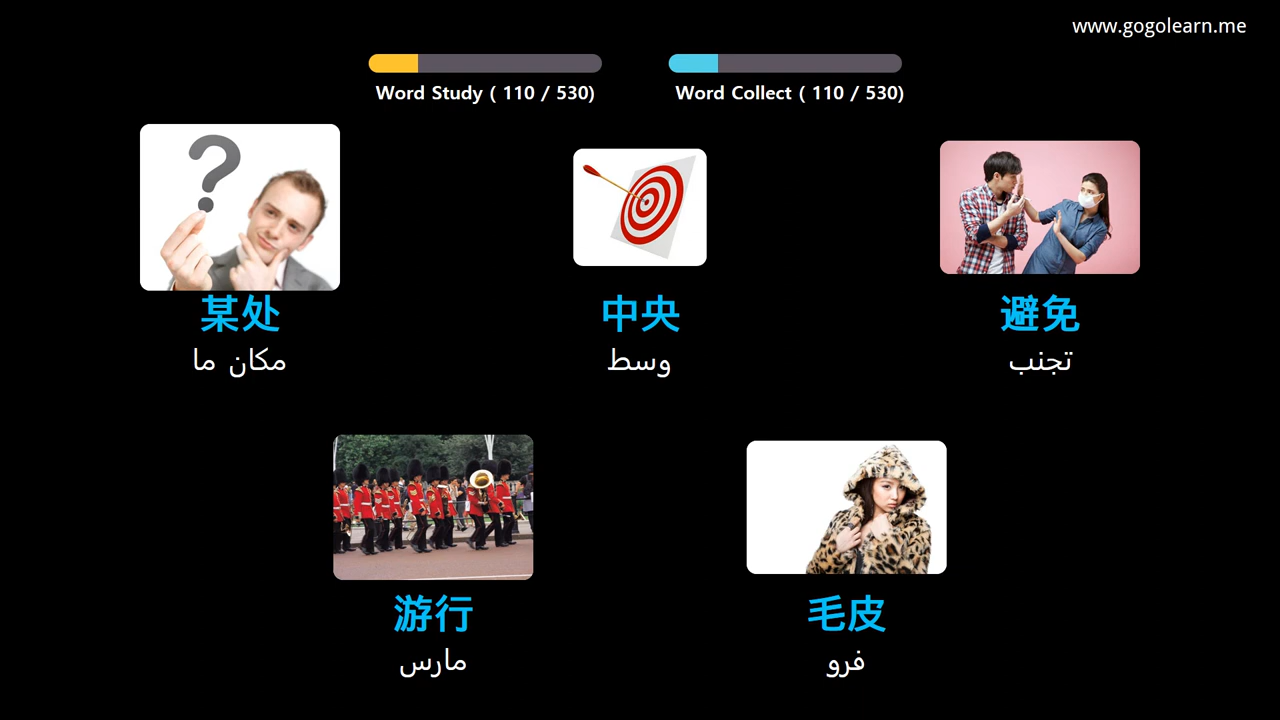 www.gogolearn.me
Word Study ( 110 / 530)
Word Collect ( 110 / 530)
某处
مكان ما
中央
وسط
避免
تجنب
游行
مارس
毛皮
فرو